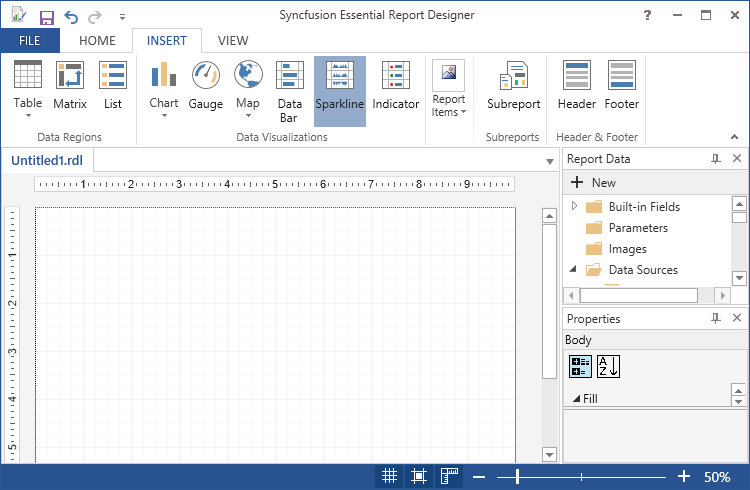 Syncfusion Essential Report Designer
?
FILE HOME INSERT VIEW
Table Matrix List Chart Gauge Map Data Bar Sparkline Indicator Report Items Subreport Header Footer
Data Regions Data Visualizations Subreports Header & Footer
Untitled1.rdl
1 2 3 4 5 6 7 8 9
1
2
3
4
5
Report Data
+ New
Built-in Fields
Parameters
Images
Data Sources
Properties
Body
A Z
Fill
50%